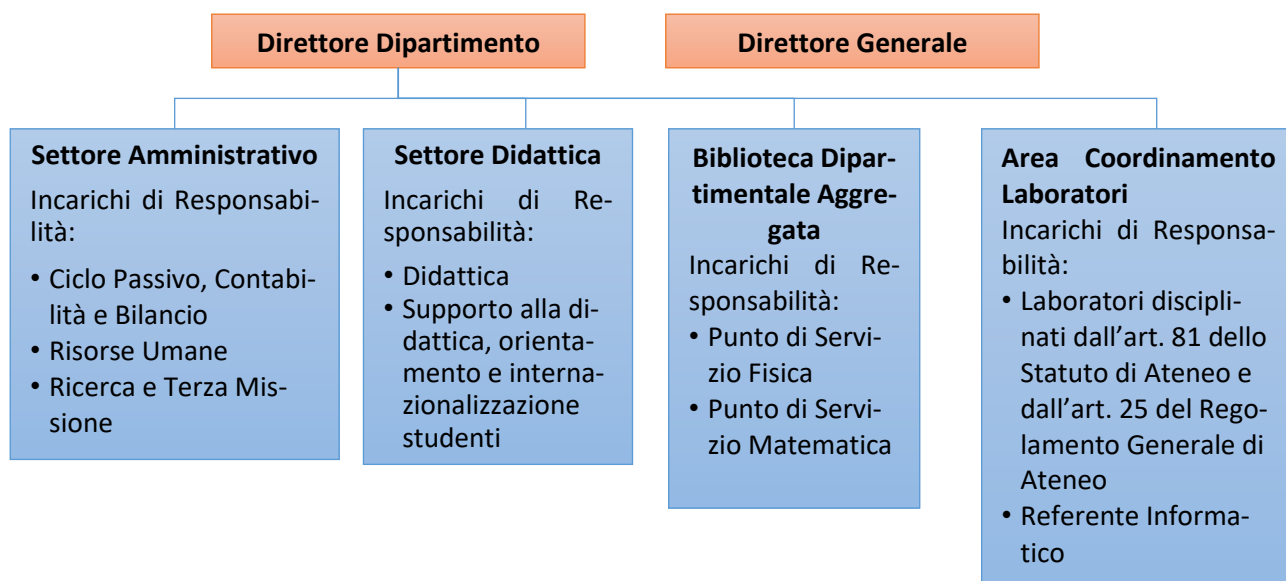 Direttore Dipartimento
Direttore Generale
Settore Amministrativo
Incarichi di Responsabi-
lità:
• Ciclo Passivo, Contabi-
lità e Bilancio
• Risorse Umane
• Ricerca e Terza Mis-
sione
Settore Didattica
Incarichi di Re-
sponsabilità:
• Didattica
• Supporto alla di-
dattica, orienta-
mento e interna-
zionalizzazione
studenti
Biblioteca Dipar-
timentale Aggre-
gata
Incarichi di Re-
sponsabilità:
• Punto di Servi-
zio Fisica
• Punto di Servi-
zio Matematica
Area Coordinamento
Laboratori
Incarichi di Responsa-
bilità:
• Laboratori discipli-
nati dall’art. 81 dello
Statuto di Ateneo e
dall’art. 25 del Rego-
lamento Generale di
Ateneo
• Referente Informa-
tico